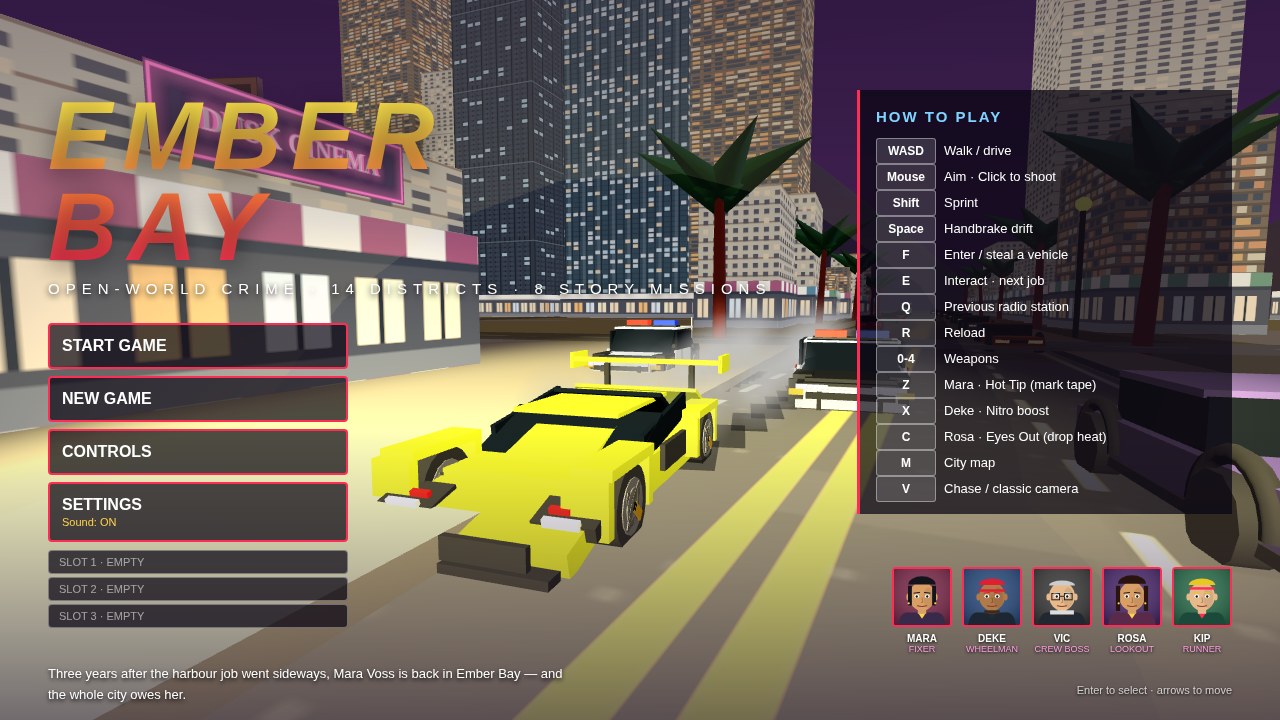 EMBER
BAY
OPEN-WORLD CRIME · 14 DISTRICTS · 8 STORY MISSIONS
START GAME
NEW GAME
CONTROLS
SETTINGS
Sound: ON
SLOT 1 · EMPTY
SLOT 2 · EMPTY
SLOT 3 · EMPTY
Three years after the harbour job went sideways, Mara Voss is back in Ember Bay — and
the whole city owes her.
HOW TO PLAY
WASD Walk / drive
Mouse Aim · Click to shoot
Shift Sprint
Space Handbrake drift
F Enter / steal a vehicle
E Interact · next job
Q Previous radio station
R Reload
0-4 Weapons
Z Mara · Hot Tip (mark tape)
X Deke · Nitro boost
C Rosa · Eyes Out (drop heat)
M City map
V Chase / classic camera
MARA DEKE VIC ROSA KIP
FIXER WHEELMAN CREW BOSS LOOKOUT RUNNER
Enter to select · arrows to move